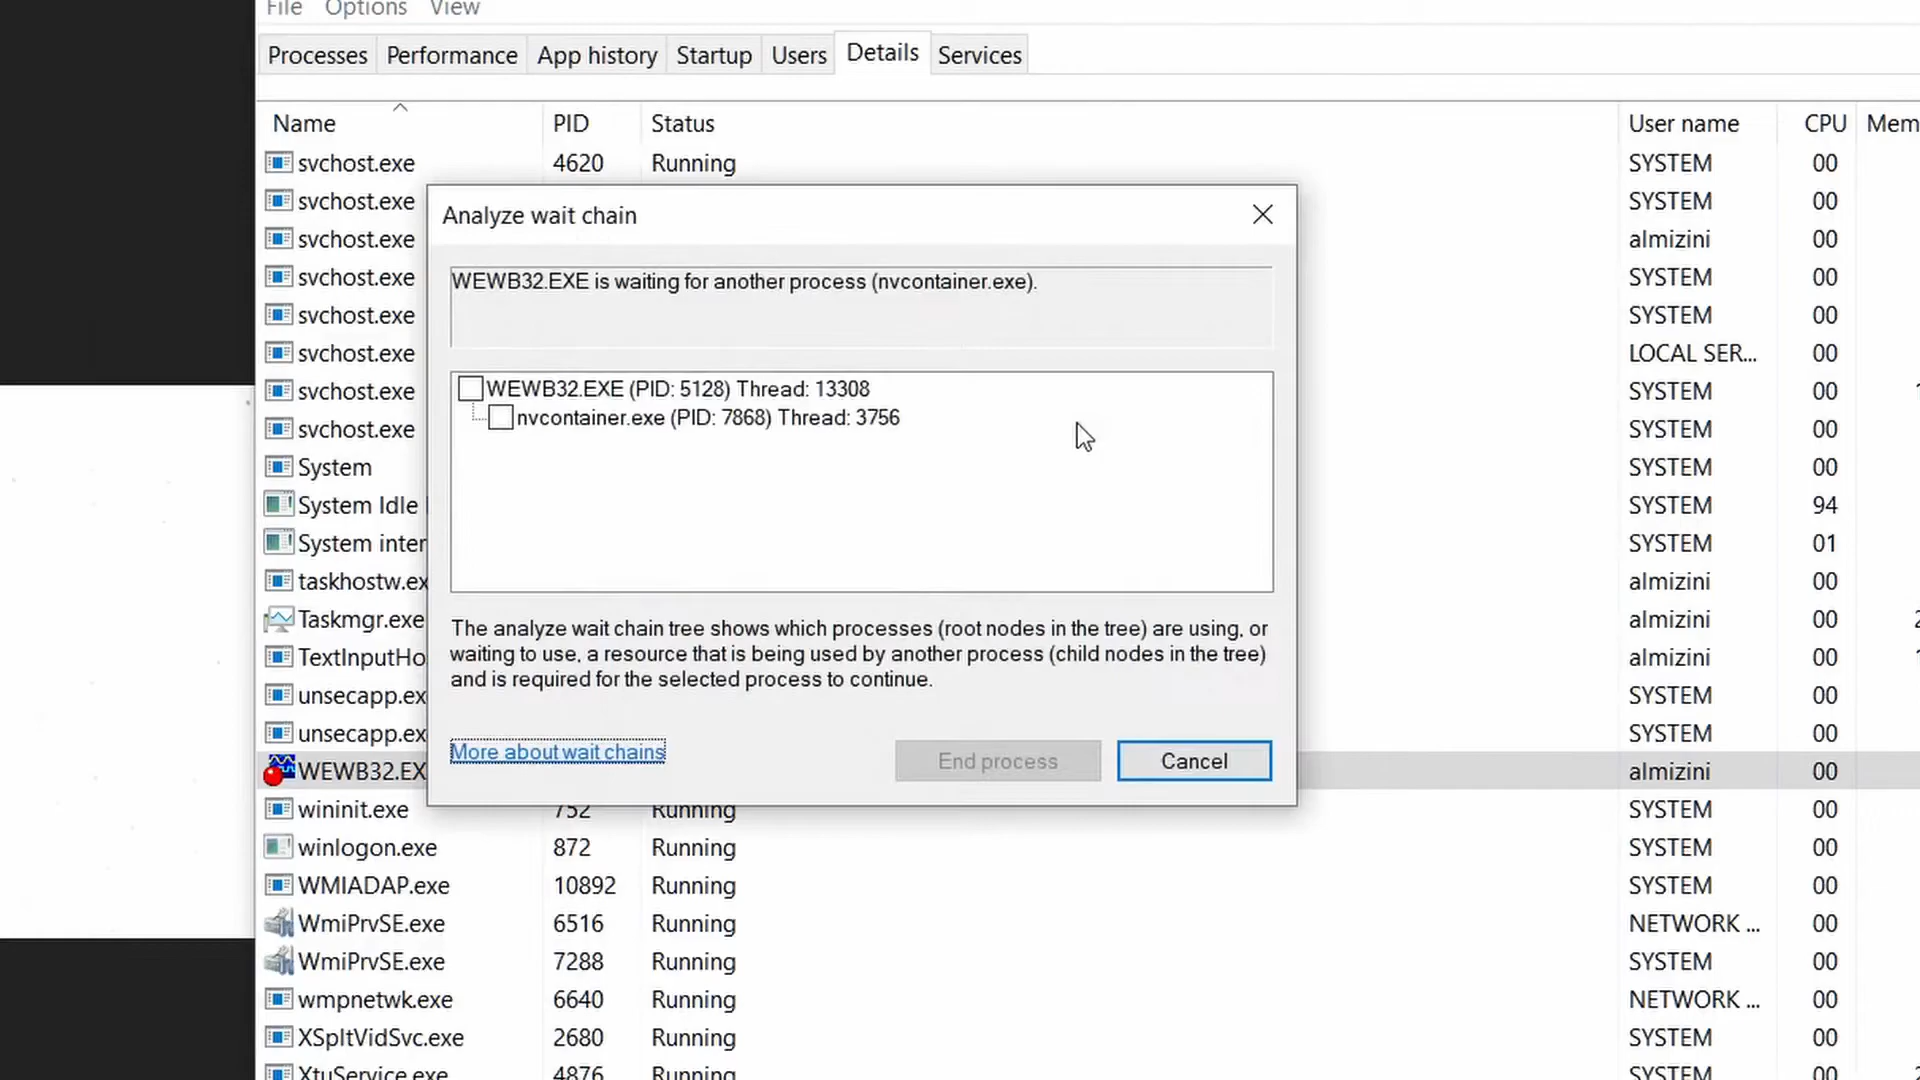 File Options View
Processes Performance App history Startup Users Details Services
Name PID Status User name CPU Mem
svchost.exe 4620 Running SYSTEM 00
svchost.exe SYSTEM 00
svchost.exe almizini 00
svchost.exe SYSTEM 00
svchost.exe SYSTEM 00
svchost.exe LOCAL SER... 00
svchost.exe SYSTEM 00
svchost.exe SYSTEM 00
System SYSTEM 00
System Idle SYSTEM 94
System inter SYSTEM 01
taskhostw.ex almizini 00
Taskmgr.exe almizini 00
TextInputHo almizini 00
unsecapp.ex SYSTEM 00
unsecapp.ex SYSTEM 00
WEWB32.EX almizini 00
wininit.exe 752 Running SYSTEM 00
winlogon.exe 872 Running SYSTEM 00
WMIADAP.exe 10892 Running SYSTEM 00
WmiPrvSE.exe 6516 Running NETWORK ... 00
WmiPrvSE.exe 7288 Running SYSTEM 00
wmpnetwk.exe 6640 Running NETWORK ... 00
XSpltVidSvc.exe 2680 Running SYSTEM 00
XtuService.exe 4876 Running SYSTEM 00
Analyze wait chain
WEWB32.EXE is waiting for another process (nvcontainer.exe).
WEWB32.EXE (PID: 5128) Thread: 13308
nvcontainer.exe (PID: 7868) Thread: 3756
The analyze wait chain tree shows which processes (root nodes in the tree) are using, or
waiting to use, a resource that is being used by another process (child nodes in the tree)
and is required for the selected process to continue.
More about wait chains
End process Cancel